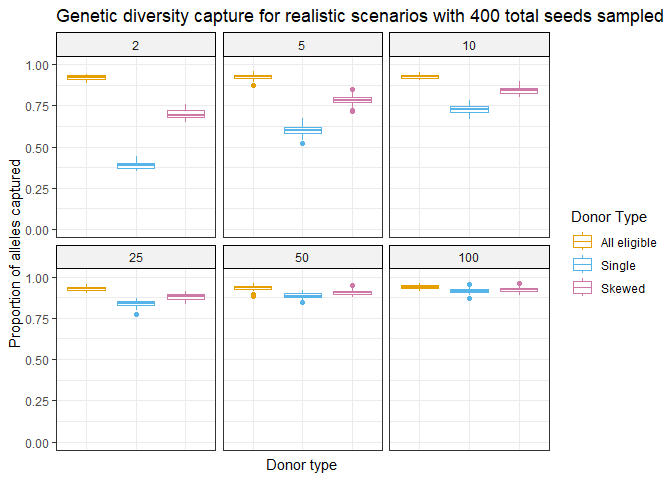 Genetic diversity capture for realistic scenarios with 400 total seeds sampled
2
5
10
1.00
0.75
0.50
0.25
0.00
25
50
100
1.00
0.75
0.50
0.25
0.00
Proportion of alleles captured
Donor type
Donor Type
All eligible
Single
Skewed